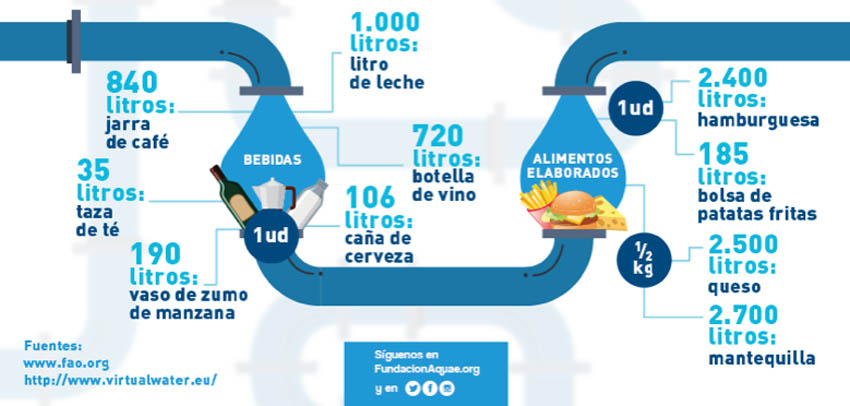 1.000
litros:
litro
de leche
840
litros:
jarra
de café
BEBIDAS
720
litros:
botella
de vino
35
litros:
taza
de té
106
litros:
caña de
cerveza
1ud
190
litros:
vaso de zumo
de manzana
ALIMENTOS
ELABORADOS
1ud
2.400
litros:
hamburguesa
185
litros:
bolsa de
patatas fritas
½
kg
2.500
litros:
queso
2.700
litros:
mantequilla
Fuentes:
www.fao.org
http://www.virtualwater.eu/
Síguenos en
FundacionAquae.org
y en